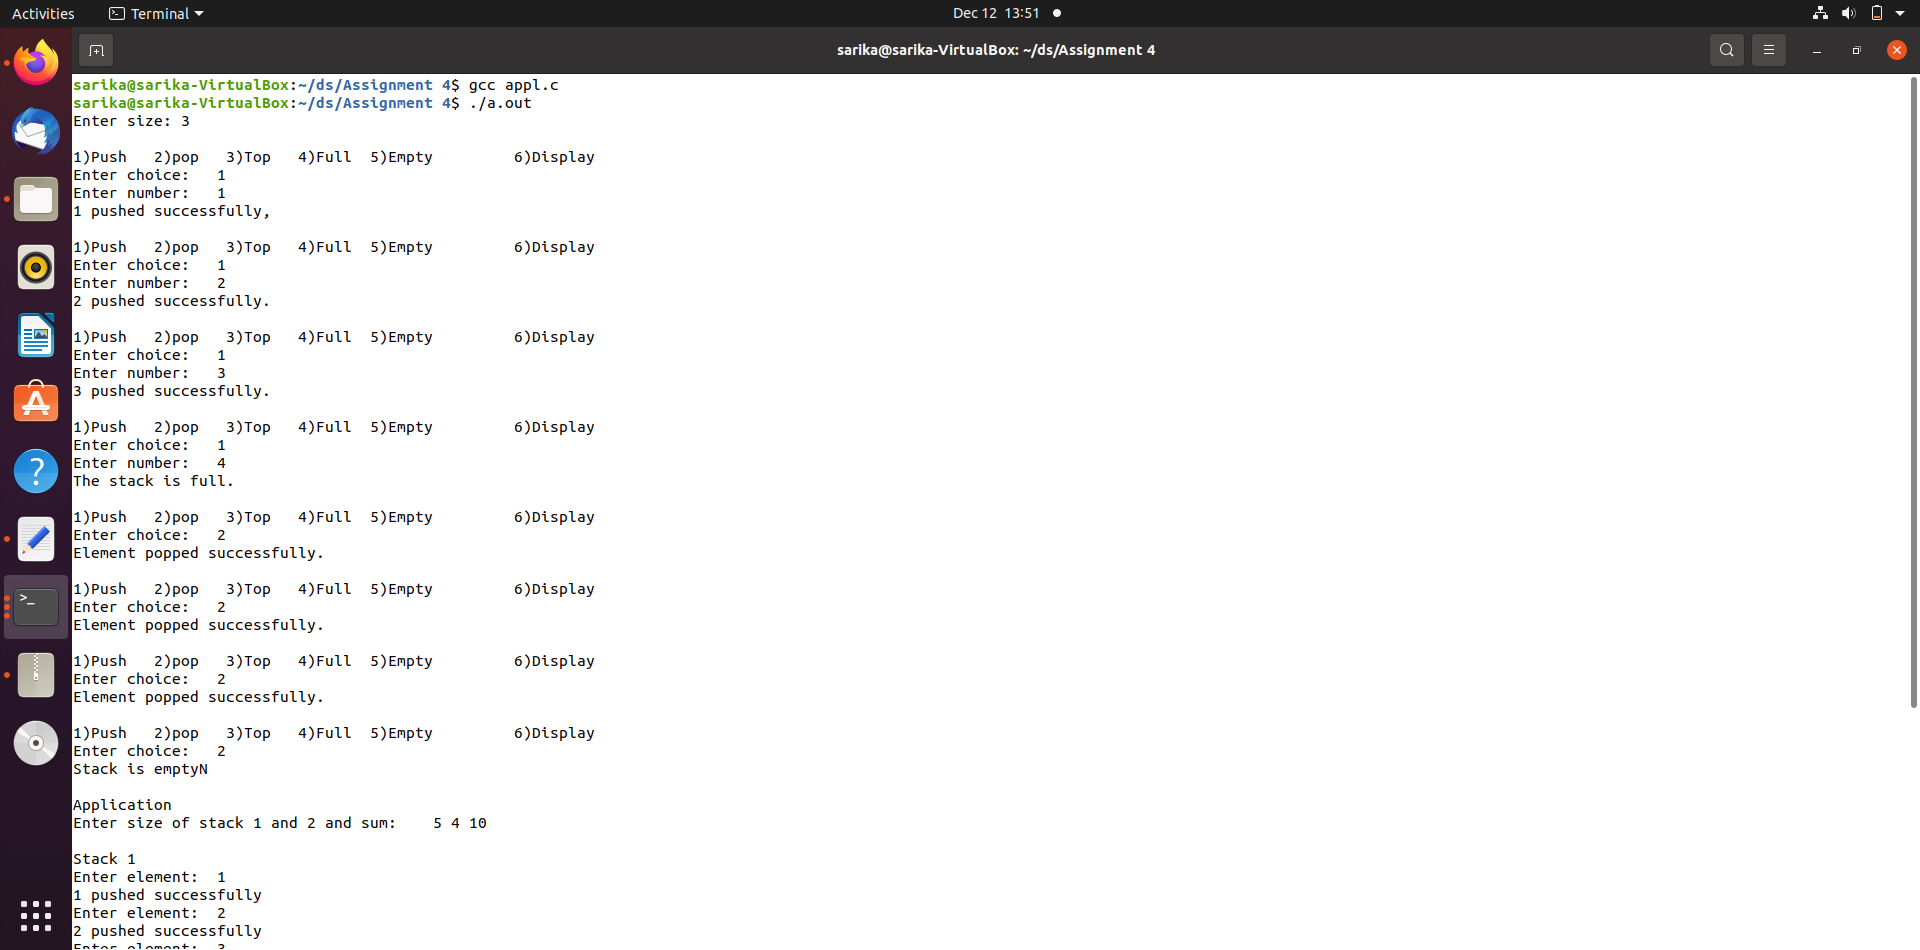 Activities
Terminal
Dec 12 13:51
sarika@sarika-VirtualBox: ~/ds/Assignment 4
sarika@sarika-VirtualBox:~/ds/Assignment 4$ gcc appl.c
sarika@sarika-VirtualBox:~/ds/Assignment 4$ ./a.out
Enter size: 3
1)Push 2)pop 3)Top 4)Full 5)Empty 6)Display
Enter choice: 1
Enter number: 1
1 pushed successfully,
1)Push 2)pop 3)Top 4)Full 5)Empty 6)Display
Enter choice: 1
Enter number: 2
2 pushed successfully.
1)Push 2)pop 3)Top 4)Full 5)Empty 6)Display
Enter choice: 1
Enter number: 3
3 pushed successfully.
1)Push 2)pop 3)Top 4)Full 5)Empty 6)Display
Enter choice: 1
Enter number: 4
The stack is full.
1)Push 2)pop 3)Top 4)Full 5)Empty 6)Display
Enter choice: 2
Element popped successfully.
1)Push 2)pop 3)Top 4)Full 5)Empty 6)Display
Enter choice: 2
Element popped successfully.
1)Push 2)pop 3)Top 4)Full 5)Empty 6)Display
Enter choice: 2
Element popped successfully.
1)Push 2)pop 3)Top 4)Full 5)Empty 6)Display
Enter choice: 2
Stack is emptyN
Application
Enter size of stack 1 and 2 and sum: 5 4 10
Stack 1
Enter element: 1
1 pushed successfully
Enter element: 2
2 pushed successfully
Enter element: 3